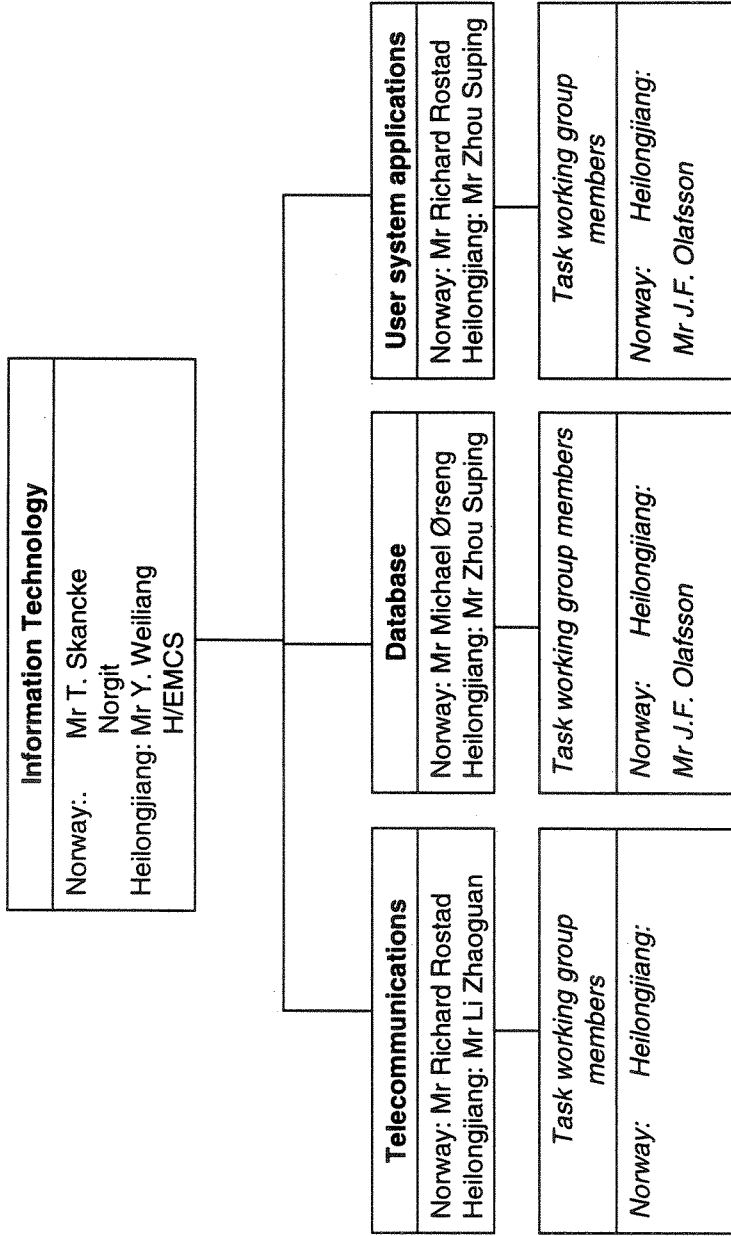 Information Technology
Norway:. Mr T. Skancke
Norgit
Heilongjiang: Mr Y. Weiliang
H/EMCS
Telecommunications
Norway: Mr Richard Rostad
Heilongjiang: Mr Li Zhaoguan
Task working group
members
Norway: Heilongjiang:
Database
Norway: Mr Michael Ørseng
Heilongjiang: Mr Zhou Suping
Task working group members
Norway: Heilongjiang:
Mr J.F. Olafsson
User system applications
Norway: Mr Richard Rostad
Heilongjiang: Mr Zhou Suping
Task working group
members
Norway: Heilongjiang:
Mr J.F. Olafsson